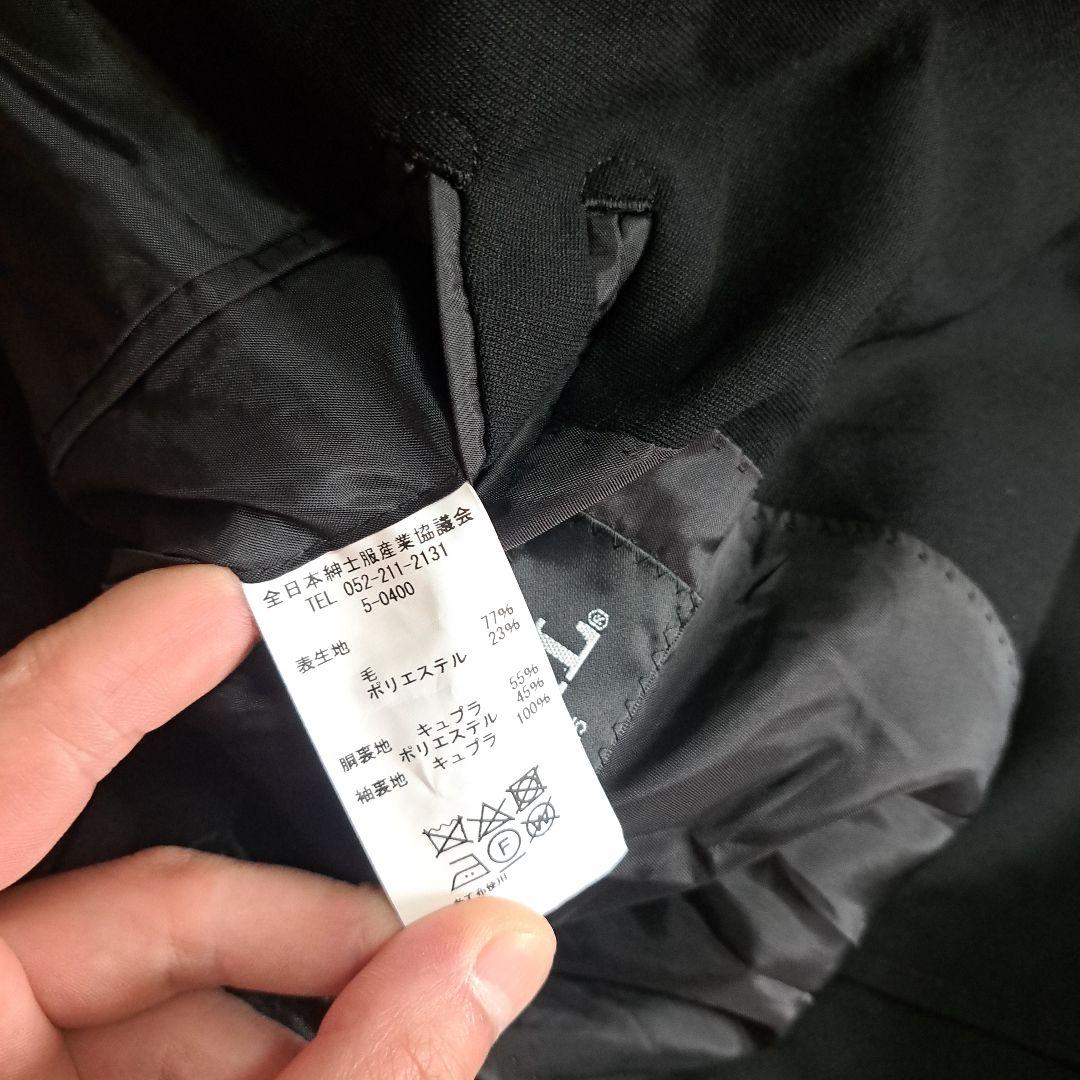 全日本紳士服産業協議会
TEL 052-211-2131
5-0400
表生地
毛 77%
ポリエステル 23%
胴裏地 キュプラ 55%
ポリエステル 45%
袖裏地 キュプラ 100%
F
W
L®